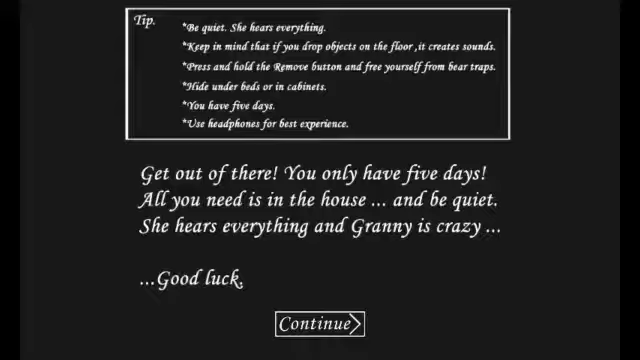 Tip.
*Be quiet. She hears everything.
*Keep in mind that if you drop objects on the floor ,it creates sounds.
*Press and hold the Remove button and free yourself from bear traps.
*Hide under beds or in cabinets.
*You have five days.
*Use headphones for best experience.
Get out of there! You only have five days!
All you need is in the house ... and be quiet.
She hears everything and Granny is crazy ...
...Good luck.
Continue